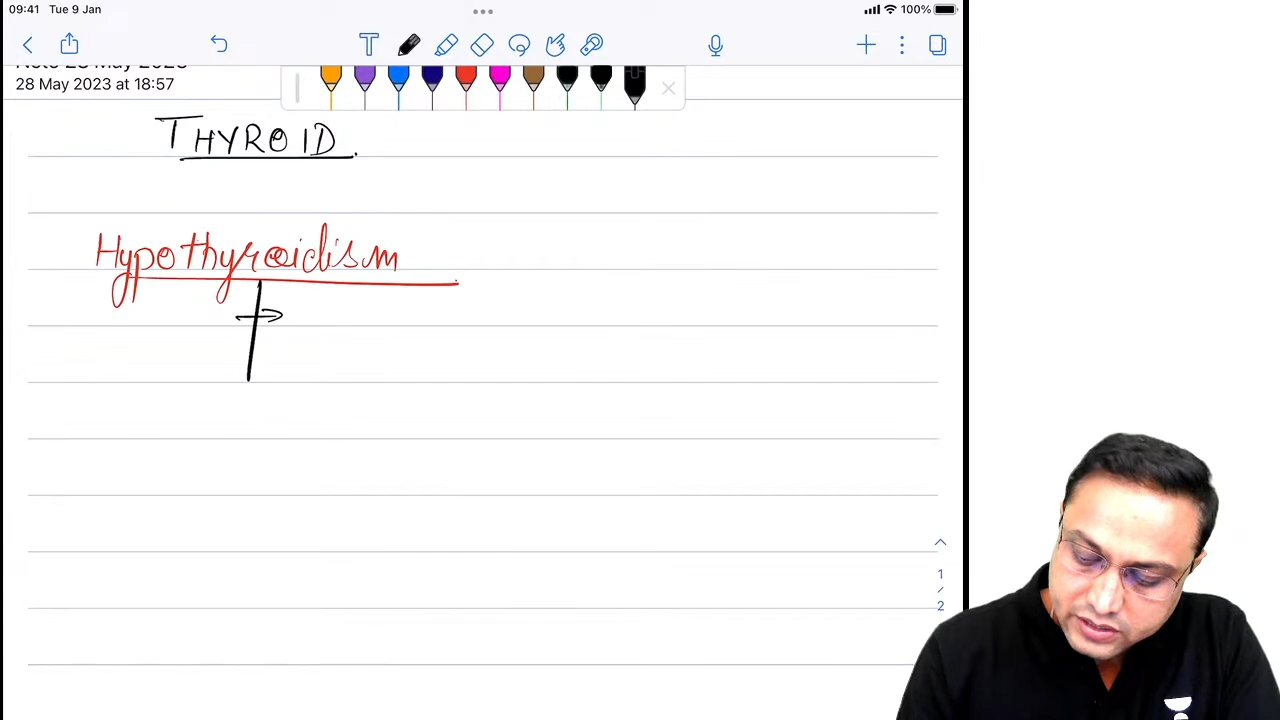 09:41 Tue 9 Jan
100%
28 May 2023 at 18:57
THYROID.
Hypothyroidism
1
/
2